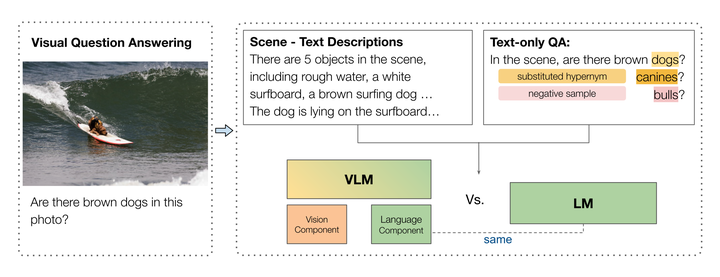 Visual Question Answering
Are there brown dogs in this
photo?
Scene - Text Descriptions
There are 5 objects in the scene,
including rough water, a white
surfboard, a brown surfing dog ...
The dog is lying on the surfboard...
Text-only QA:
In the scene, are there brown dogs?
substituted hypernym canines?
negative sample bulls?
VLM
Vision
Component
Language
Component
Vs.
LM
same